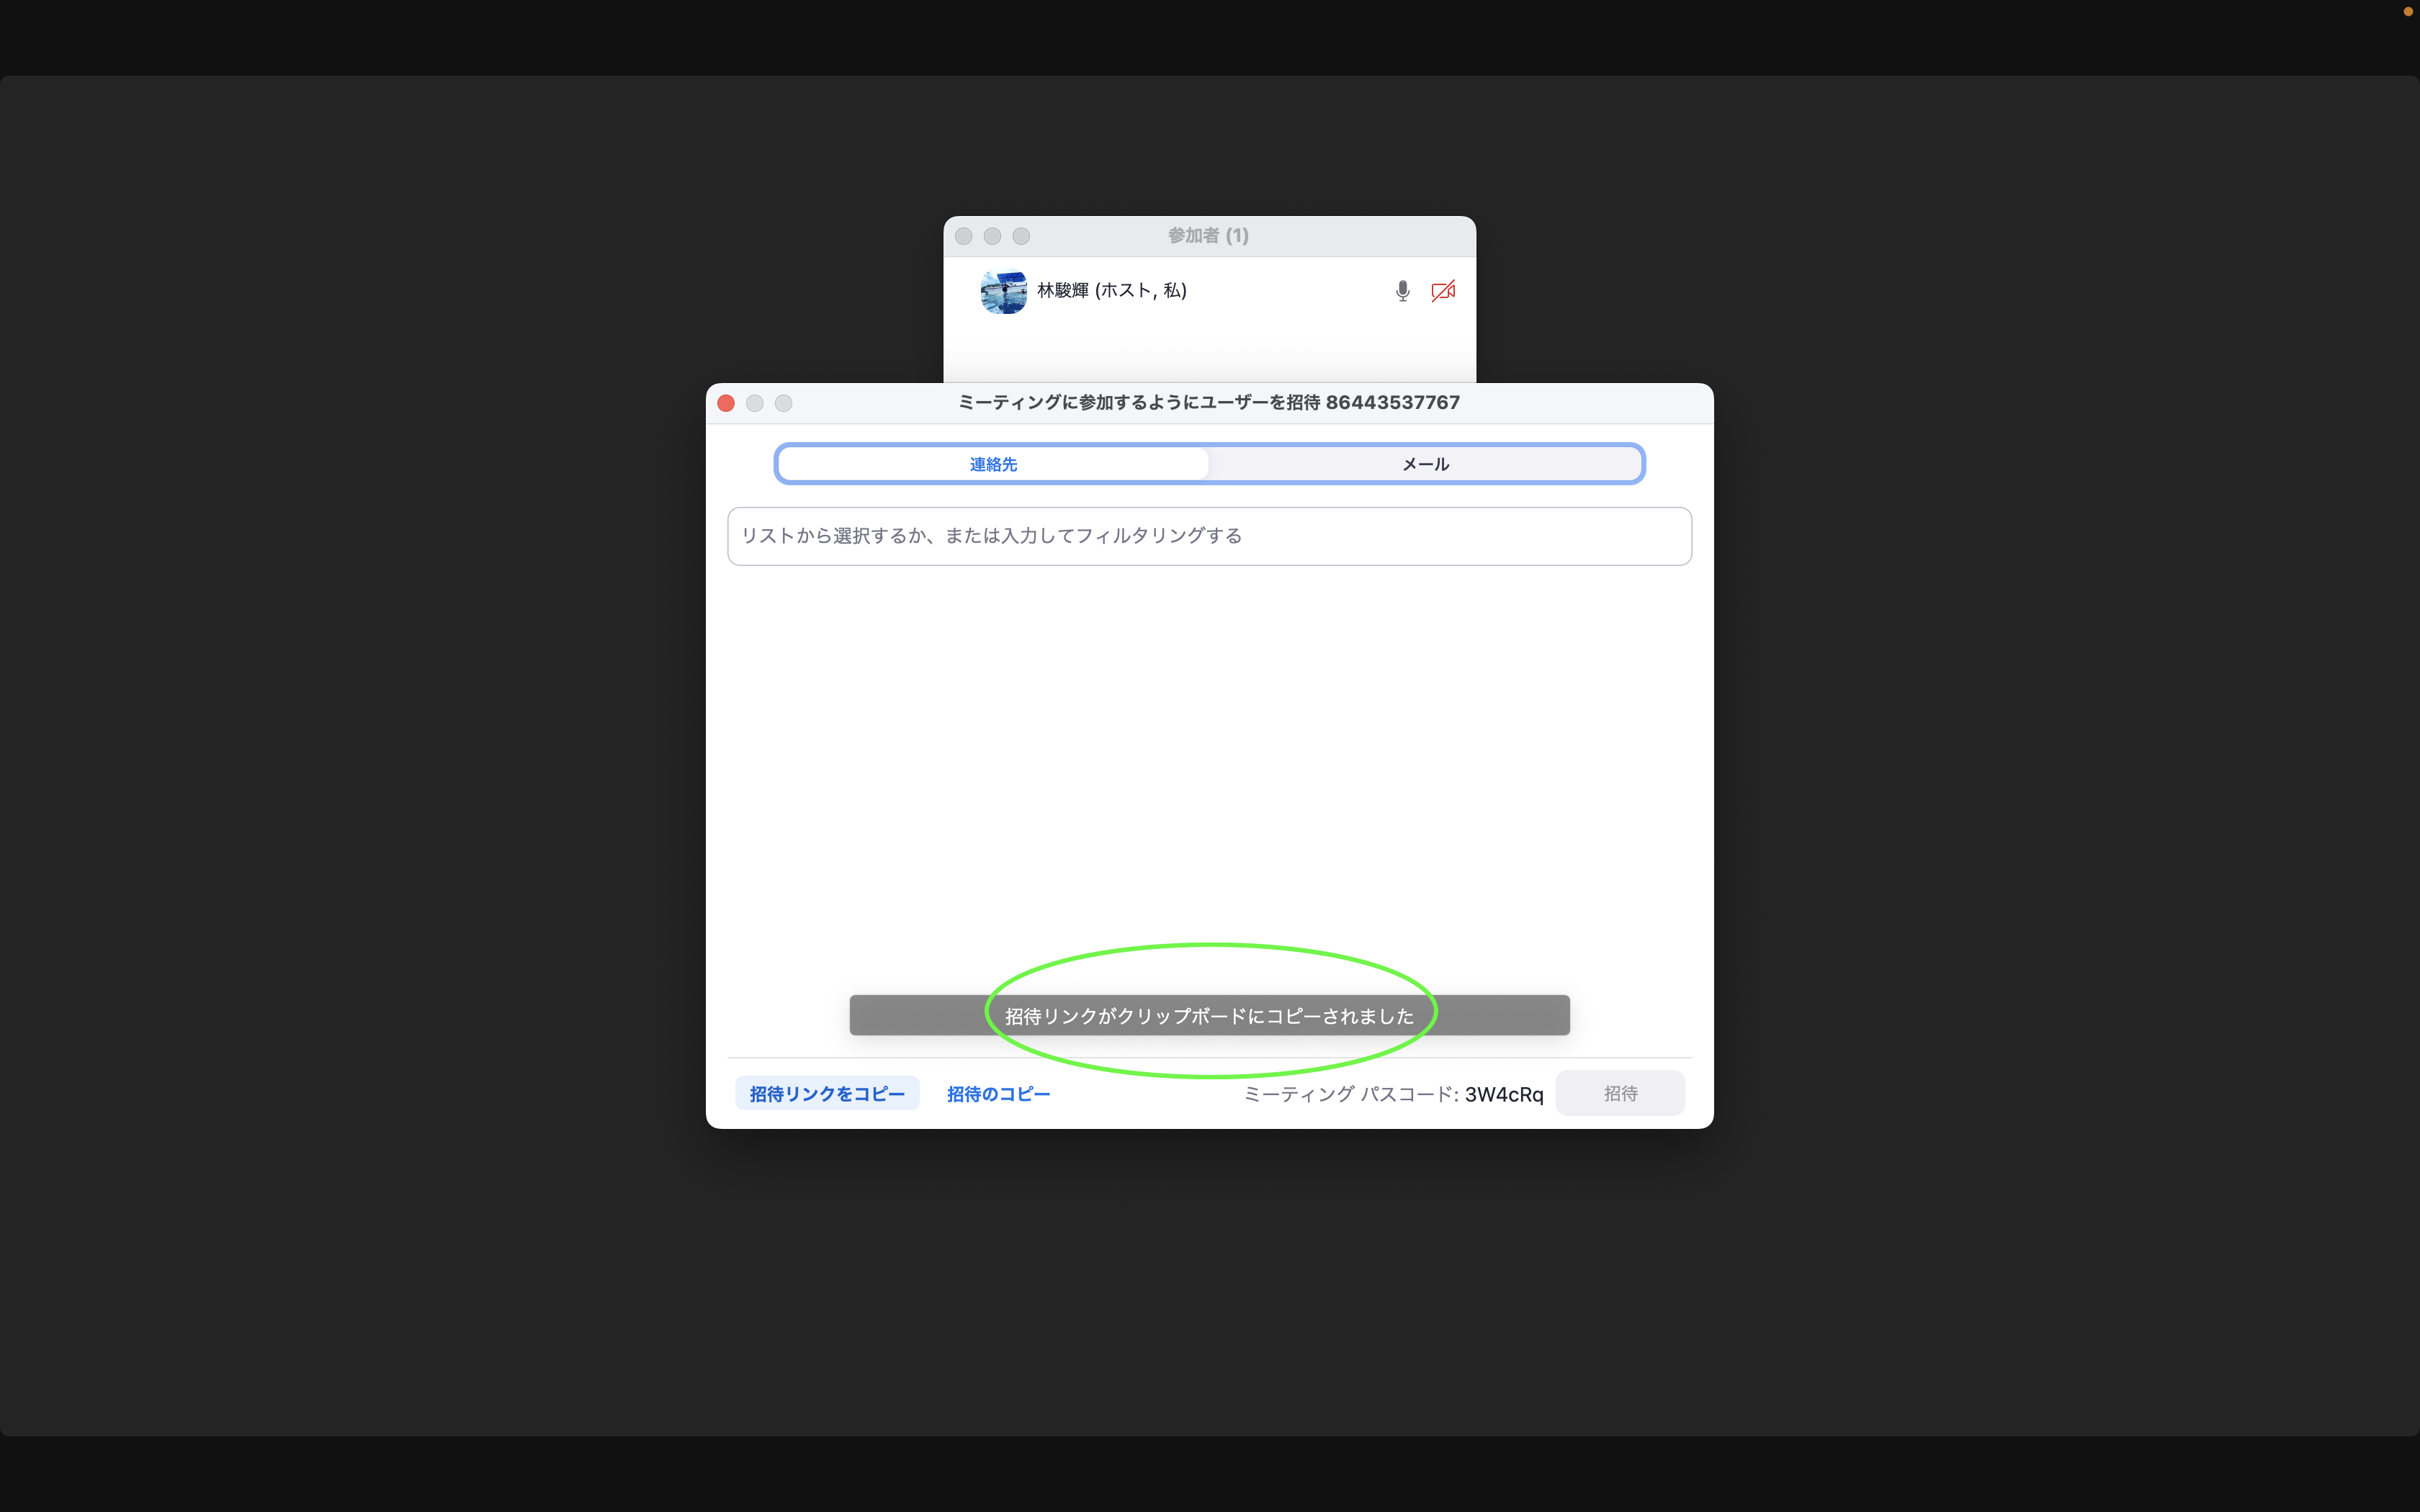 参加者 (1)
林駿輝 (ホスト, 私)
ミーティングに参加するようにユーザーを招待 86443537767
連絡先 メール
リストから選択するか、または入力してフィルタリングする
招待リンクがクリップボードにコピーされました
招待リンクをコピー 招待のコピー ミーティング パスコード: 3W4cRq 招待